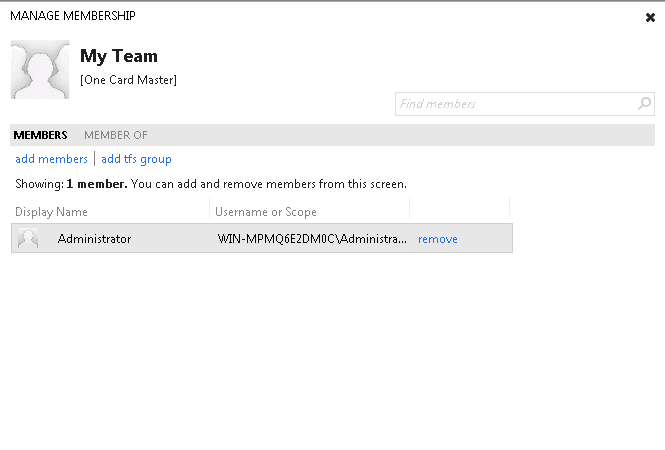 MANAGE MEMBERSHIP
My Team
[One Card Master]
Find members
MEMBERS MEMBER OF
add members add tfs group
Showing: 1 member. You can add and remove members from this screen.
Display Name Username or Scope
Administrator WIN-MPMQ6E2DM0C\Administra... remove